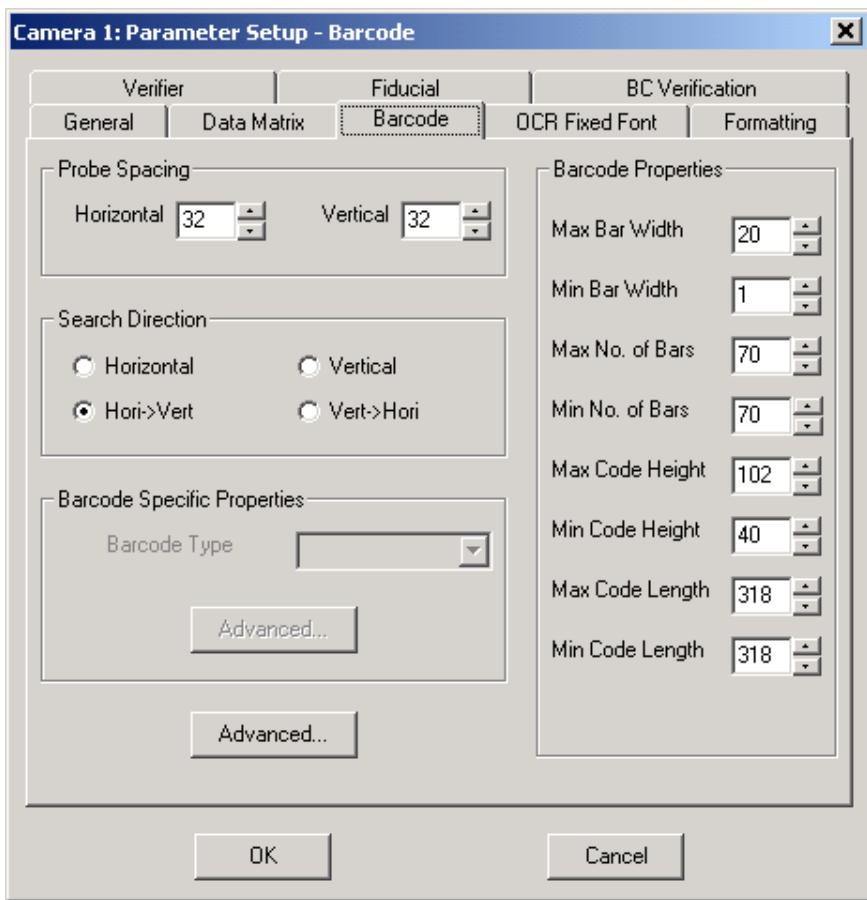 Camera 1: Parameter Setup - Barcode
Verifier Fiducial BC Verification
General Data Matrix Barcode OCR Fixed Font Formatting
Probe Spacing
Horizontal 32 Vertical 32
Search Direction
Horizontal Vertical
Hori->Vert Vert->Hori
Barcode Specific Properties
Barcode Type
Advanced...
Advanced...
Barcode Properties
Max Bar Width 20
Min Bar Width 1
Max No. of Bars 70
Min No. of Bars 70
Max Code Height 102
Min Code Height 40
Max Code Length 318
Min Code Length 318
OK Cancel